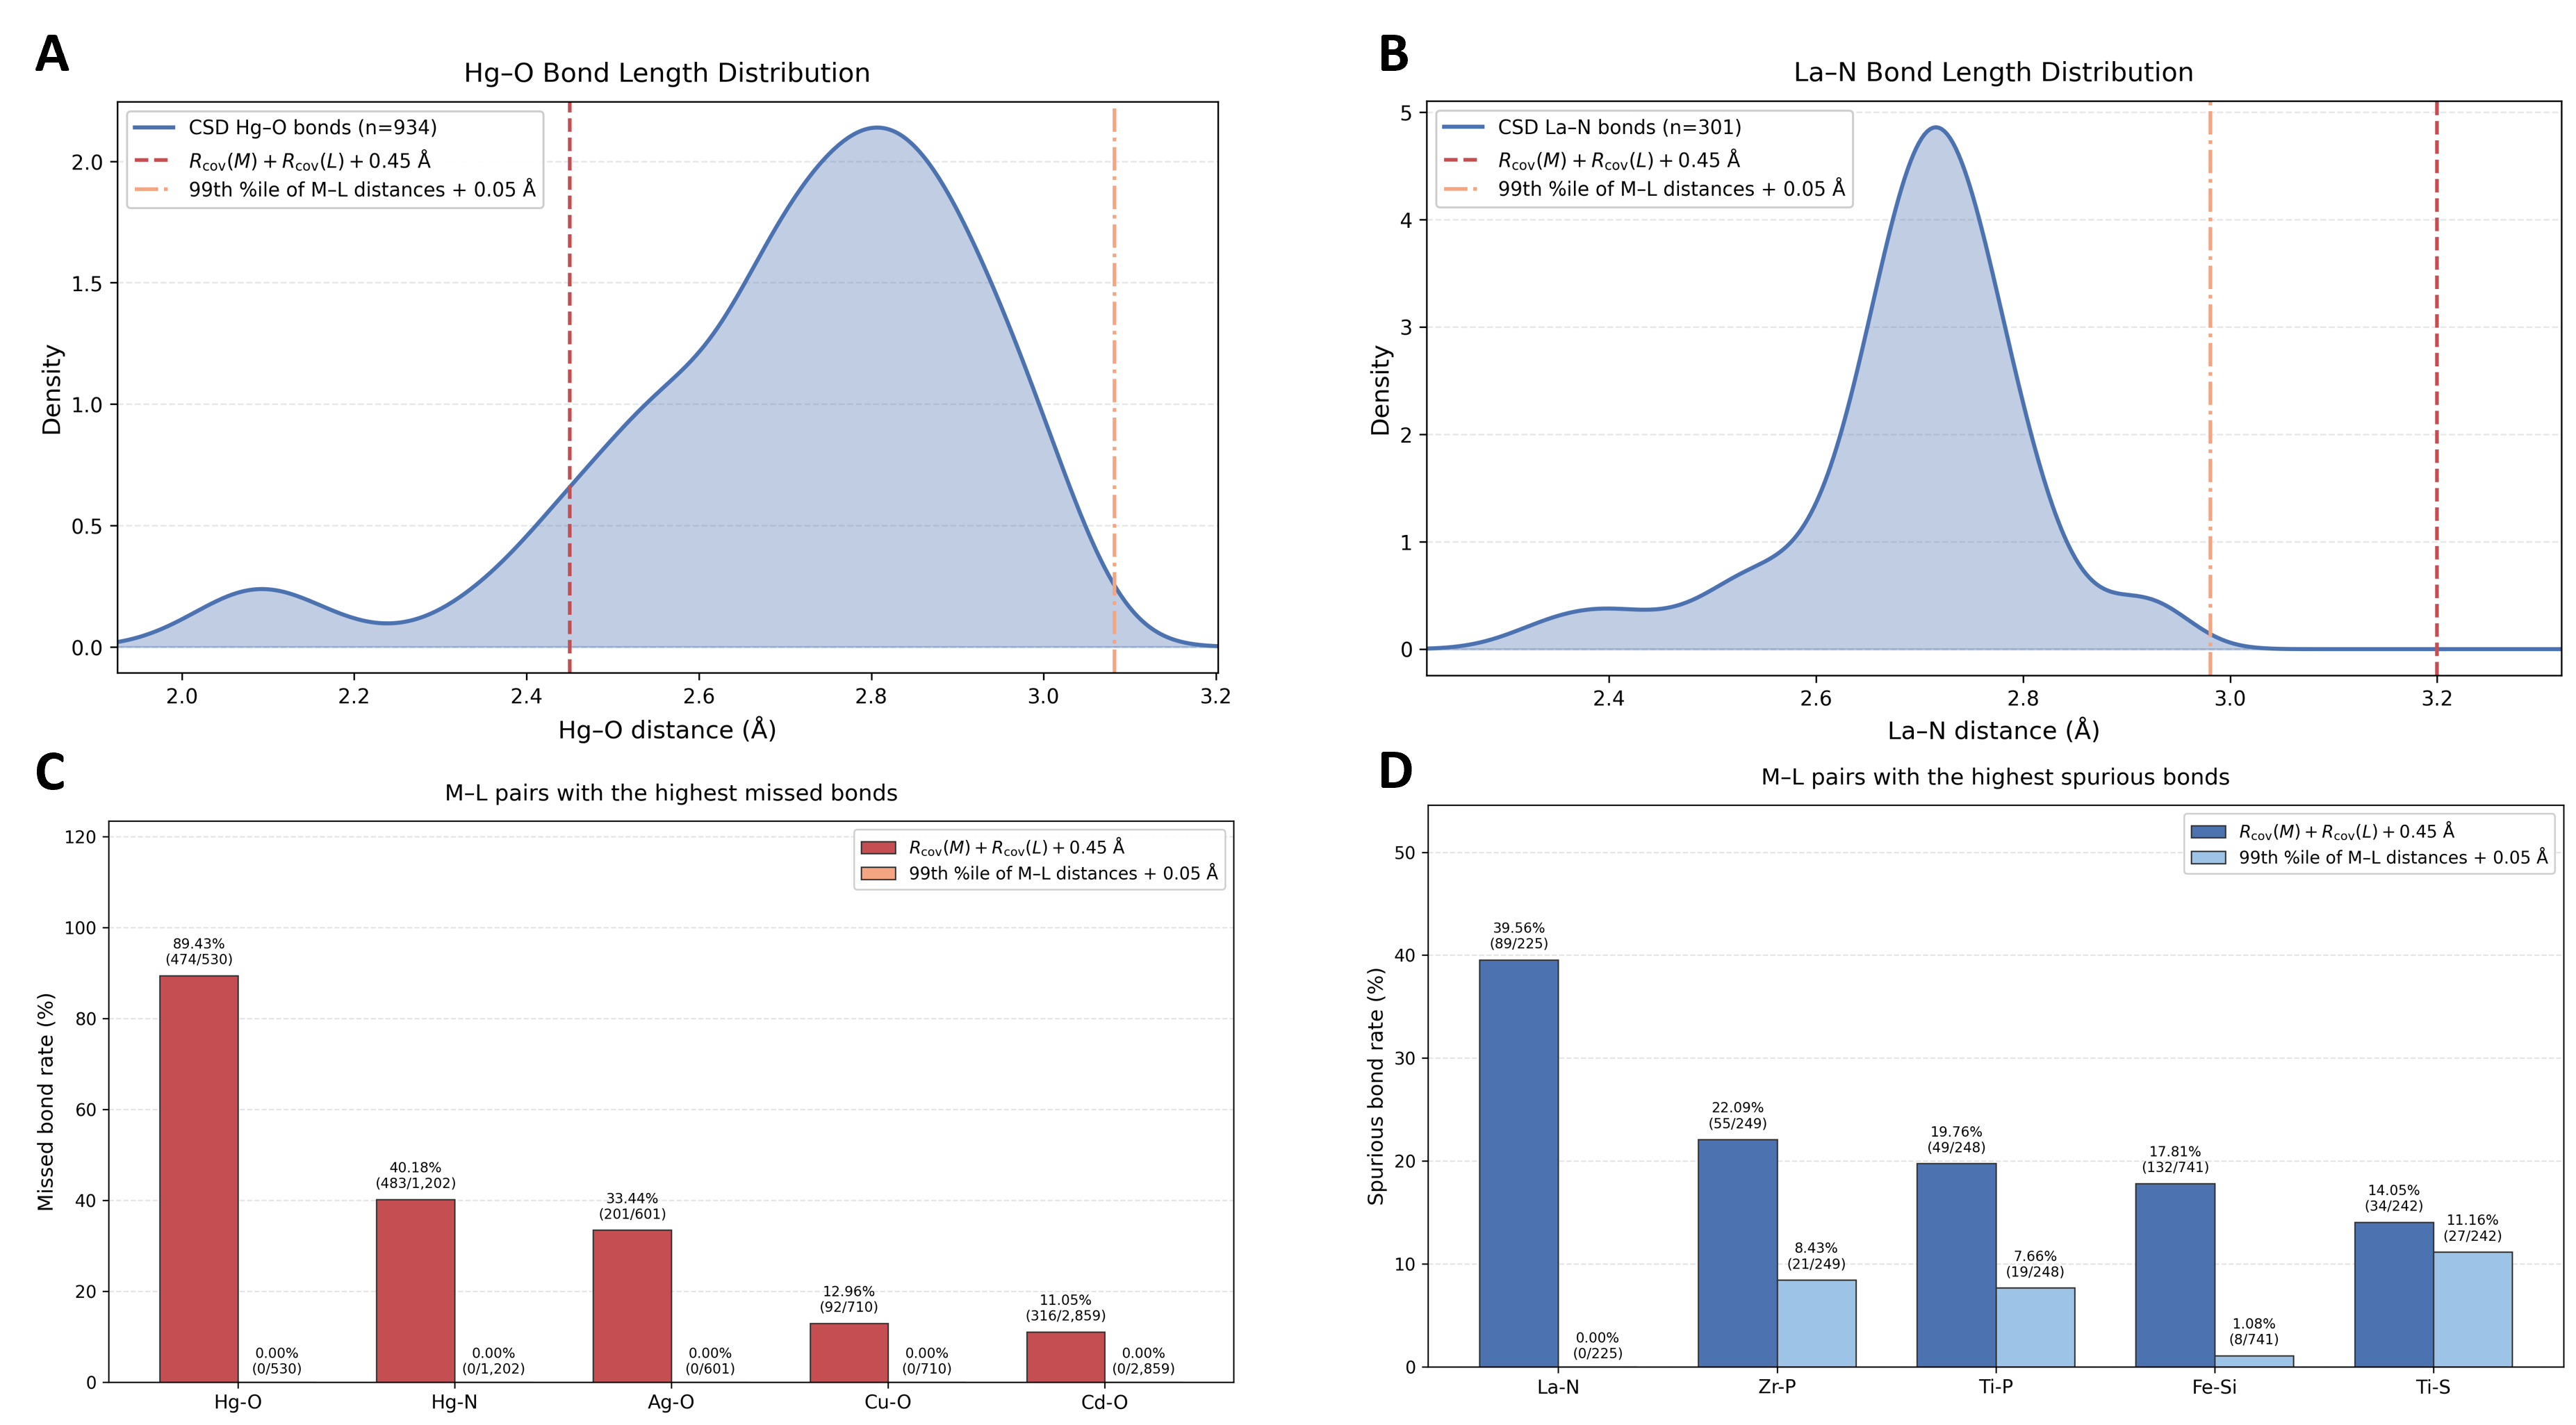 A
Hg–O Bond Length Distribution
CSD Hg–O bonds (n=934)
Rcov(M) + Rcov(L) + 0.45 Å
99th %ile of M–L distances + 0.05 Å
Density
2.0
1.5
1.0
0.5
0.0
2.0 2.2 2.4 2.6 2.8 3.0 3.2
Hg–O distance (Å)
B
La–N Bond Length Distribution
CSD La–N bonds (n=301)
Rcov(M) + Rcov(L) + 0.45 Å
99th %ile of M–L distances + 0.05 Å
Density
5
4
3
2
1
0
2.4 2.6 2.8 3.0 3.2
La–N distance (Å)
C
M–L pairs with the highest missed bonds
Rcov(M) + Rcov(L) + 0.45 Å
99th %ile of M–L distances + 0.05 Å
Missed bond rate (%)
120
100
80
60
40
20
0
89.43%
(474/530)
0.00%
(0/530)
40.18%
(483/1,202)
0.00%
(0/1,202)
33.44%
(201/601)
0.00%
(0/601)
12.96%
(92/710)
0.00%
(0/710)
11.05%
(316/2,859)
0.00%
(0/2,859)
Hg-O Hg-N Ag-O Cu-O Cd-O
D
M–L pairs with the highest spurious bonds
Rcov(M) + Rcov(L) + 0.45 Å
99th %ile of M–L distances + 0.05 Å
Spurious bond rate (%)
50
40
30
20
10
0
39.56%
(89/225)
0.00%
(0/225)
22.09%
(55/249)
8.43%
(21/249)
19.76%
(49/248)
7.66%
(19/248)
17.81%
(132/741)
1.08%
(8/741)
14.05%
(34/242)
11.16%
(27/242)
La-N Zr-P Ti-P Fe-Si Ti-S